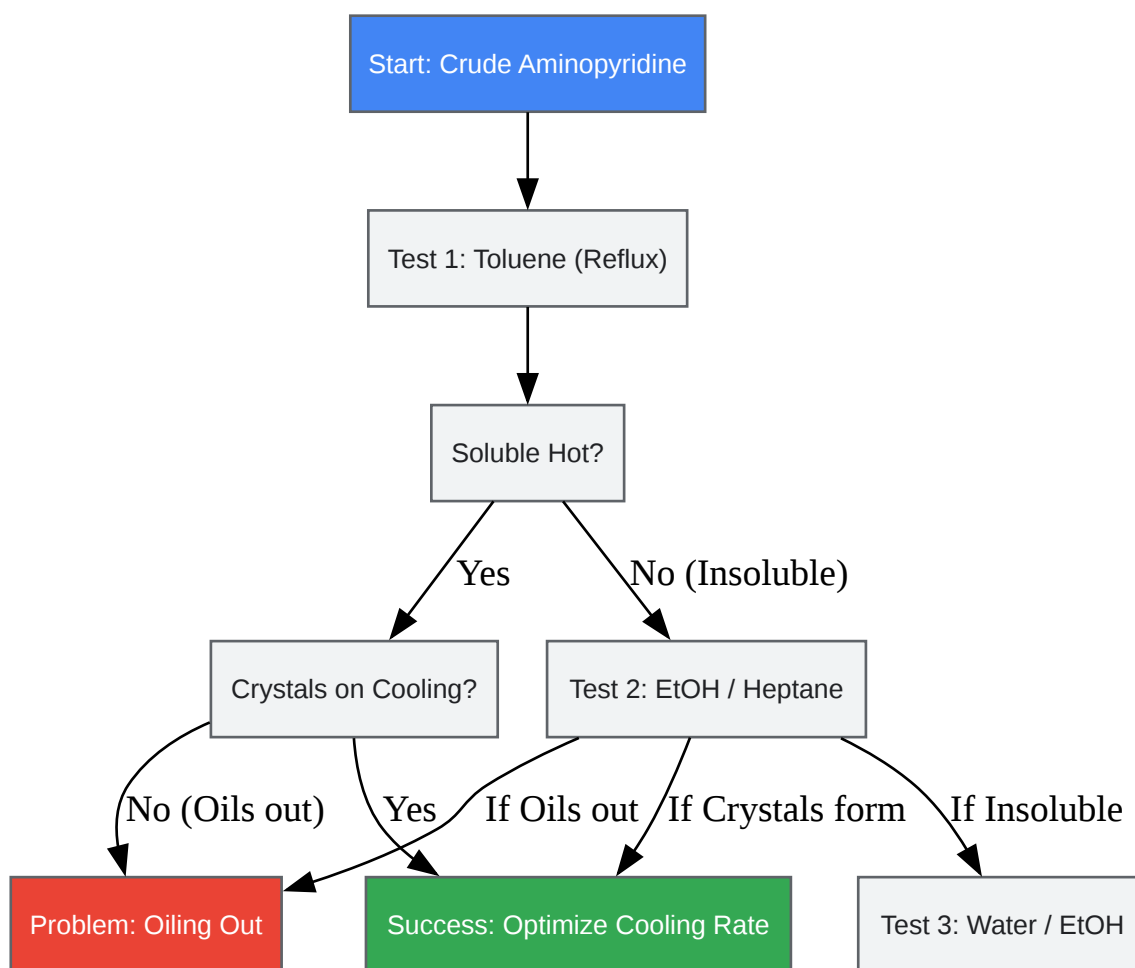 Start: Crude Aminopyridine
Test 1: Toluene (Reflux)
Soluble Hot?
Yes
No (Insoluble)
Crystals on Cooling?
Test 2: EtOH / Heptane
No (Oils out)
Yes
If Oils out
If Crystals form
If Insoluble
Problem: Oiling Out
Success: Optimize Cooling Rate
Test 3: Water / EtOH